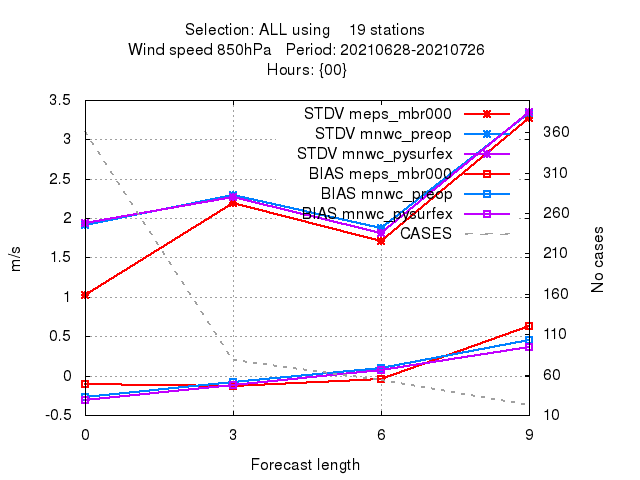 Selection: ALL using 19 stations
Wind speed 850hPa Period: 20210628-20210726
Hours: {00}
STDV meps_mbr000
STDV mnwc_preop
STDV mnwc_pysurfex
BIAS meps_mbr000
BIAS mnwc_preop
BIAS mnwc_pysurfex
CASES
3.5
3
2.5
2
1.5
1
0.5
0
-0.5
m/s
360
310
260
210
160
110
60
10
No cases
0 3 6 9
Forecast length